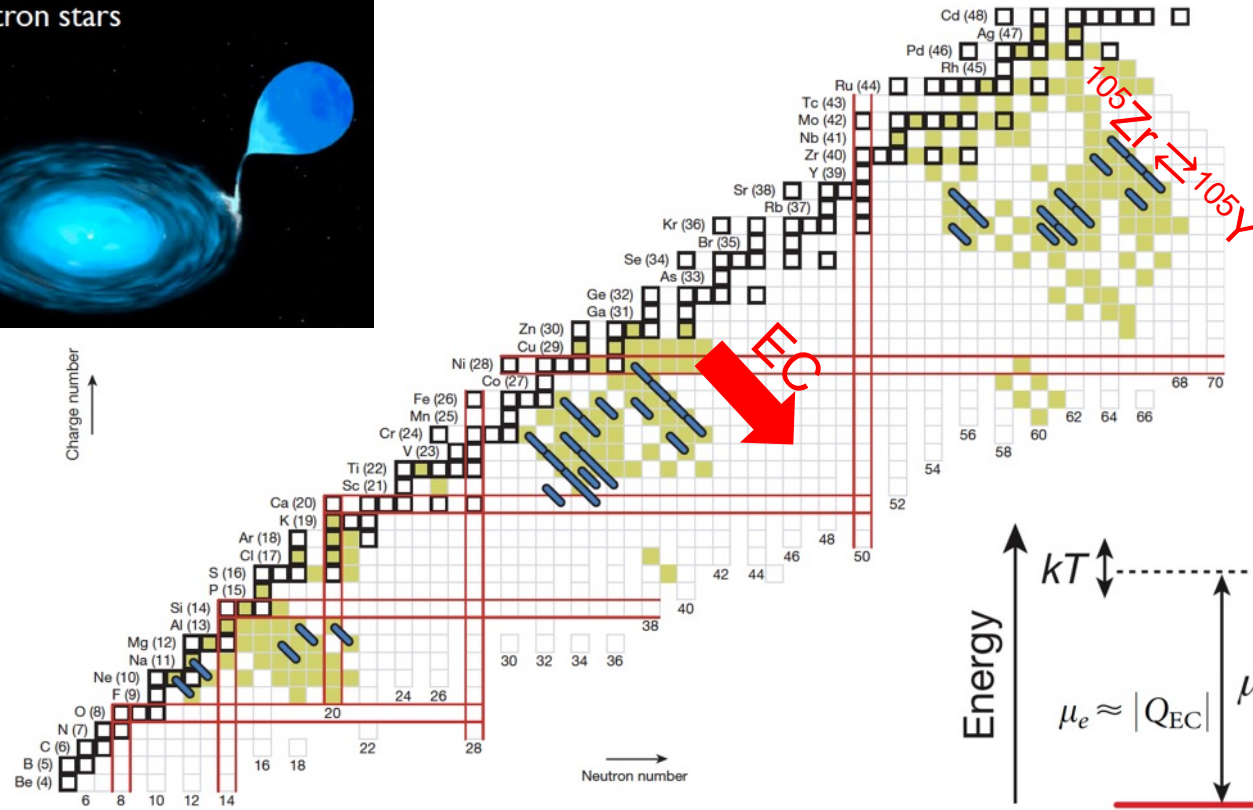 tron stars
Cd (48)
Ag (47)
Pd (46)
Rh (45)
Ru (44)
Tc (43)
Mo (42)
Nb (41)
Zr (40)
Y (39)
Sr (38)
Rb (37)
Kr (36)
Br (35)
Se (34)
As (33)
Ge (32)
Ga (31)
Zn (30)
Cu (29)
Ni (28)
Co (27)
Fe (26)
Mn (25)
Cr (24)
V (23)
Ti (22)
Sc (21)
Ca (20)
K (19)
Ar (18)
Cl (17)
S (16)
P (15)
Si (14)
Al (13)
Mg (12)
Na (11)
Ne (10)
F (9)
O (8)
N (7)
C (6)
B (5)
Be (4)
6 8 10 12 14
16 18
20
22
24 26
28
30 32 34 36
38
40
42 44
46
48
50
52
54
56
58
60
62
64
66
68 70
Charge number
Neutron number
EC
¹⁰⁵Zr ⇄ ¹⁰⁵Y
Energy
kT
μₑ ≈ |Q_EC|
μ